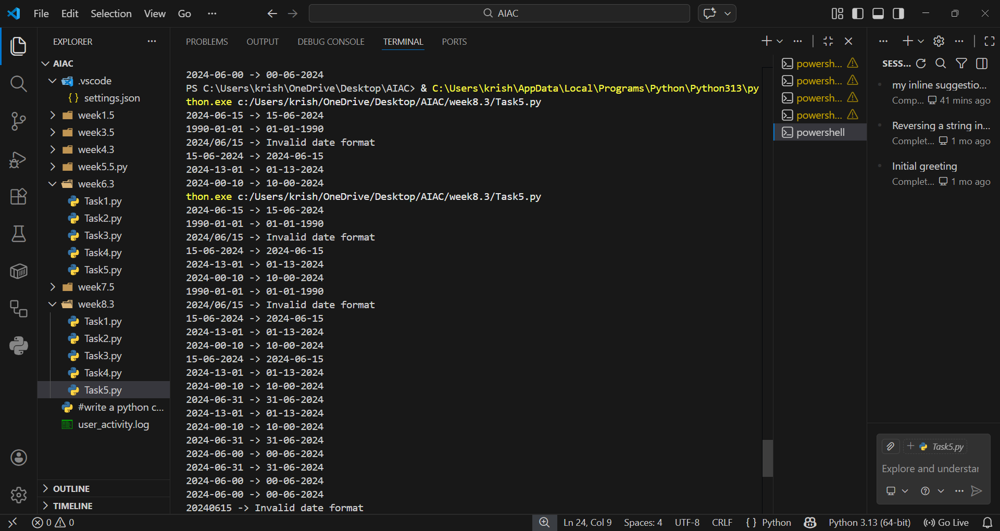 File Edit Selection View Go ···
AIAC
EXPLORER
AIAC
.vscode
{ } settings.json
week1.5
week3.5
week4.3
week5.5.py
week6.3
Task1.py
Task2.py
Task3.py
Task4.py
Task5.py
week7.5
week8.3
Task1.py
Task2.py
Task3.py
Task4.py
Task5.py
#write a python c...
user_activity.log
OUTLINE
TIMELINE
PROBLEMS OUTPUT DEBUG CONSOLE TERMINAL PORTS
2024-06-00 -> 00-06-2024
PS C:\Users\krish\OneDrive\Desktop\AIAC> & C:\Users\krish\AppData\Local\Programs\Python\Python313\py
thon.exe c:/Users/krish/OneDrive/Desktop/AIAC/week8.3/Task5.py
2024-06-15 -> 15-06-2024
1990-01-01 -> 01-01-1990
2024/06/15 -> Invalid date format
15-06-2024 -> 2024-06-15
2024-13-01 -> 01-13-2024
2024-00-10 -> 10-00-2024
thon.exe c:/Users/krish/OneDrive/Desktop/AIAC/week8.3/Task5.py
2024-06-15 -> 15-06-2024
1990-01-01 -> 01-01-1990
2024/06/15 -> Invalid date format
15-06-2024 -> 2024-06-15
2024-13-01 -> 01-13-2024
2024-00-10 -> 10-00-2024
1990-01-01 -> 01-01-1990
2024/06/15 -> Invalid date format
15-06-2024 -> 2024-06-15
2024-13-01 -> 01-13-2024
2024-00-10 -> 10-00-2024
15-06-2024 -> 2024-06-15
2024-13-01 -> 01-13-2024
2024-00-10 -> 10-00-2024
2024-06-31 -> 31-06-2024
2024-13-01 -> 01-13-2024
2024-00-10 -> 10-00-2024
2024-06-31 -> 31-06-2024
2024-06-00 -> 00-06-2024
2024-06-31 -> 31-06-2024
2024-06-00 -> 00-06-2024
2024-06-00 -> 00-06-2024
20240615 -> Invalid date format
powersh...
powersh...
powersh...
powersh...
powershell
SESS...
my inline suggestio...
Comp... 41 mins ago
Reversing a string in...
Complet... 1 mo ago
Initial greeting
Complet... 1 mo ago
+ Task5.py
Explore and understar
0 0 Ln 24, Col 9 Spaces: 4 UTF-8 CRLF { } Python Python 3.13 (64-bit) Go Live